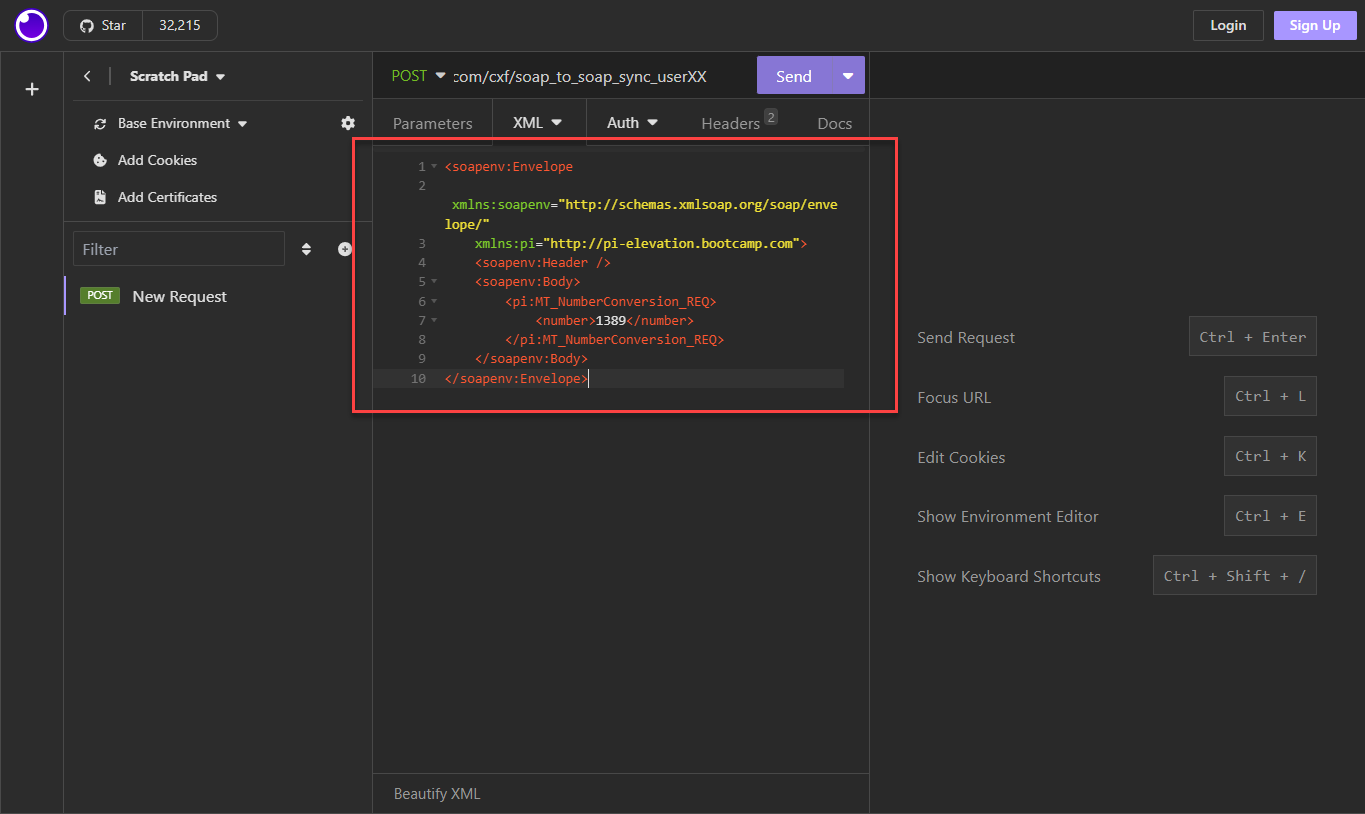 Star 32,215
Login Sign Up
Scratch Pad
Base Environment
Add Cookies
Add Certificates
Filter
POST New Request
POST com/cxf/soap_to_soap_sync_userXX Send
Parameters XML Auth Headers 2 Docs
1 <soapenv:Envelope
2
xmlns:soapenv="http://schemas.xmlsoap.org/soap/enve
lope/"
3 xmlns:pi="http://pi-elevation.bootcamp.com">
4 <soapenv:Header />
5 <soapenv:Body>
6 <pi:MT_NumberConversion_REQ>
7 <number>1389</number>
8 </pi:MT_NumberConversion_REQ>
9 </soapenv:Body>
10 </soapenv:Envelope>
Beautify XML
Send Request Ctrl + Enter
Focus URL Ctrl + L
Edit Cookies Ctrl + K
Show Environment Editor Ctrl + E
Show Keyboard Shortcuts Ctrl + Shift + /